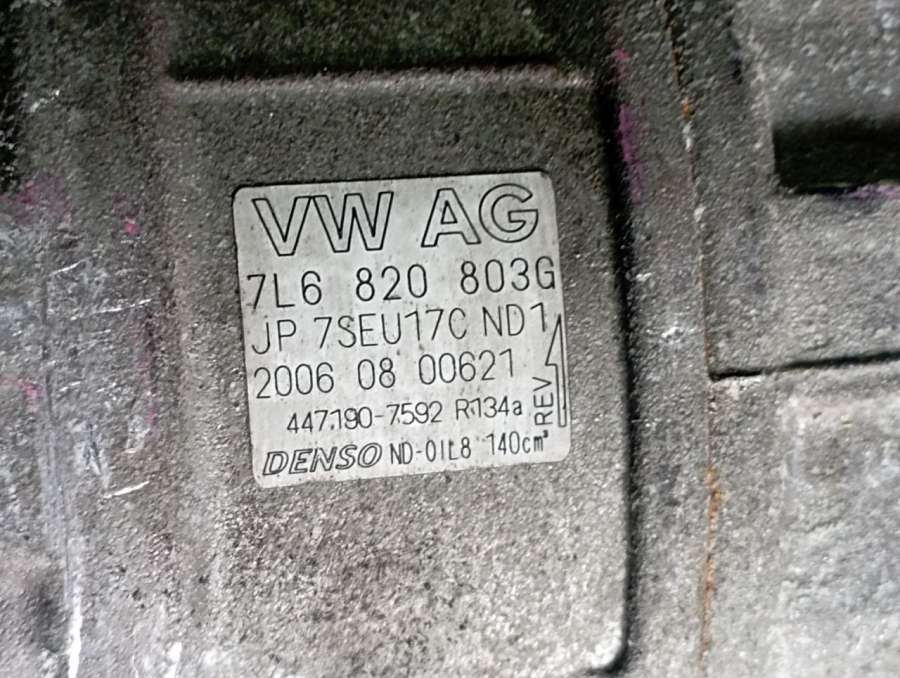 VW AG
7L6 820 803G
JP 7SEU17C ND1
2006 08 00621
447190-7592 R134a
REV
DENSO ND-OIL8 140cm³